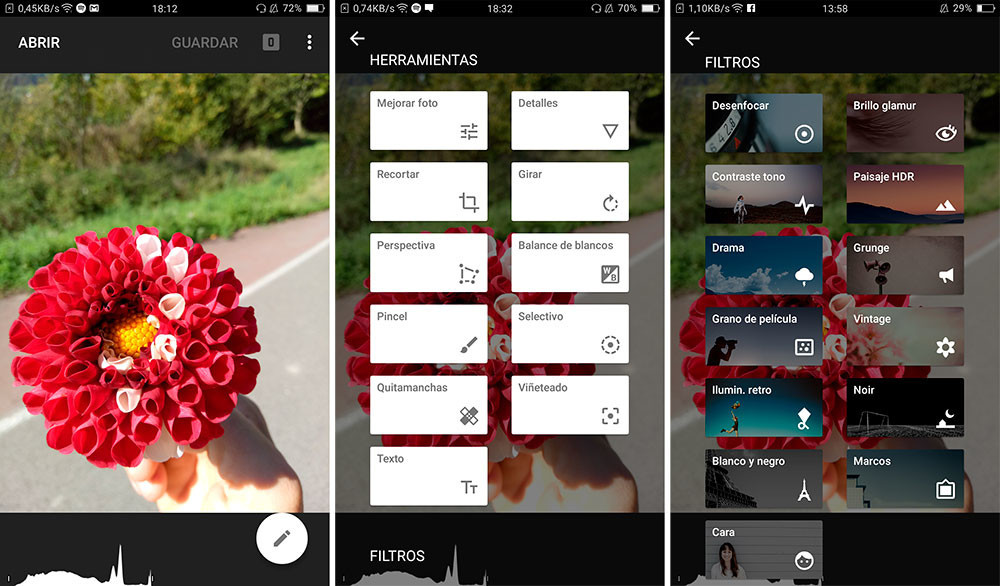 0,45KB/s 18:12 72%
ABRIR GUARDAR 0
0,74KB/s 18:32 70%
HERRAMIENTAS
Mejorar foto Detalles
Recortar Girar
Perspectiva Balance de blancos
WB
Pincel Selectivo
Quitamanchas Viñeteado
Texto
TT
FILTROS
1,10KB/s 13:58 29%
FILTROS
Desenfocar Brillo glamur
Contraste tono Paisaje HDR
Drama Grunge
Grano de película Vintage
Ilumin. retro Noir
Blanco y negro Marcos
Cara